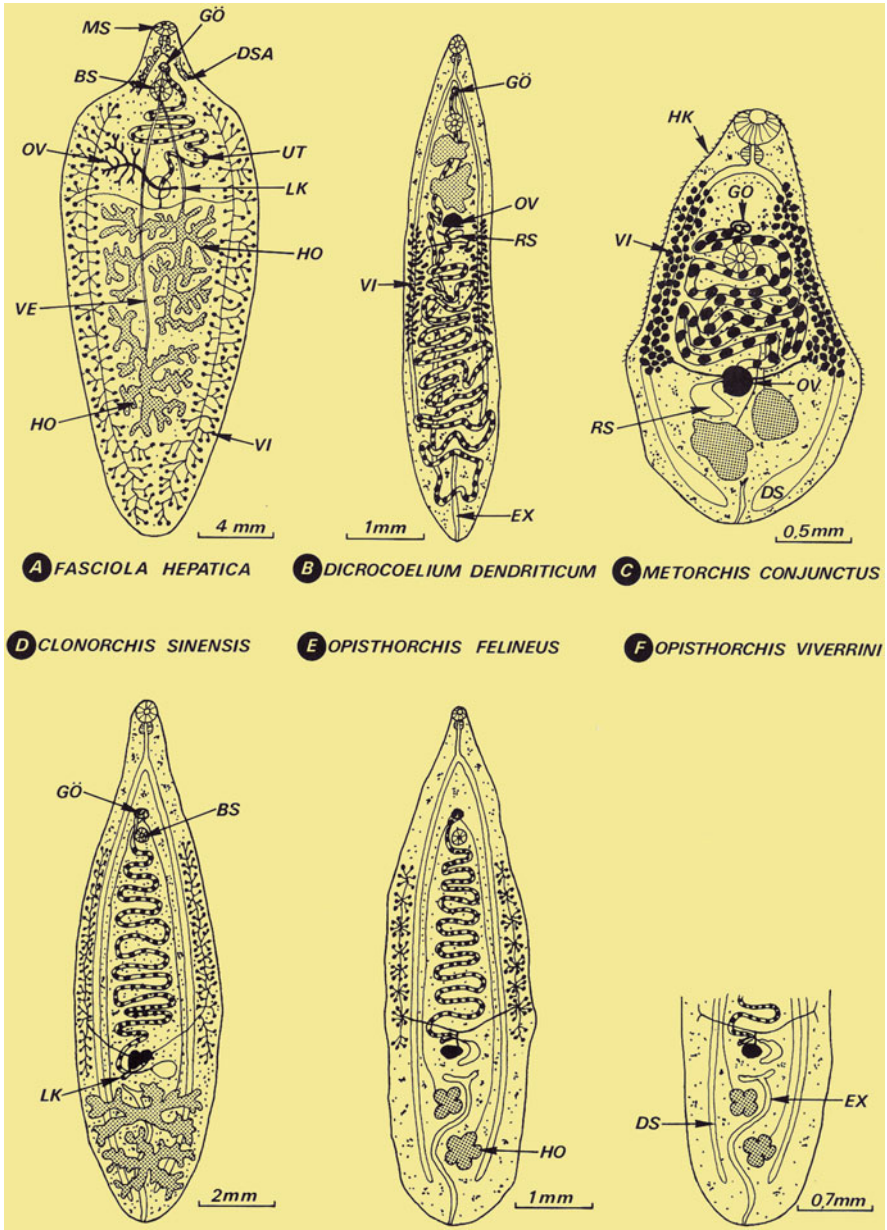 MS
GÖ
DSA
BS
OV
UT
LK
HO
VE
HO
VI
4 mm
GÖ
OV
RS
VI
EX
1mm
HK
GÖ
VI
OV
RS
DS
0,5mm
A FASCIOLA HEPATICA
B DICROCOELIUM DENDRITICUM
C METORCHIS CONJUNCTUS
D CLONORCHIS SINENSIS
E OPISTHORCHIS FELINEUS
F OPISTHORCHIS VIVERRINI
GÖ
BS
LK
2mm
HO
1mm
DS
EX
0,7mm